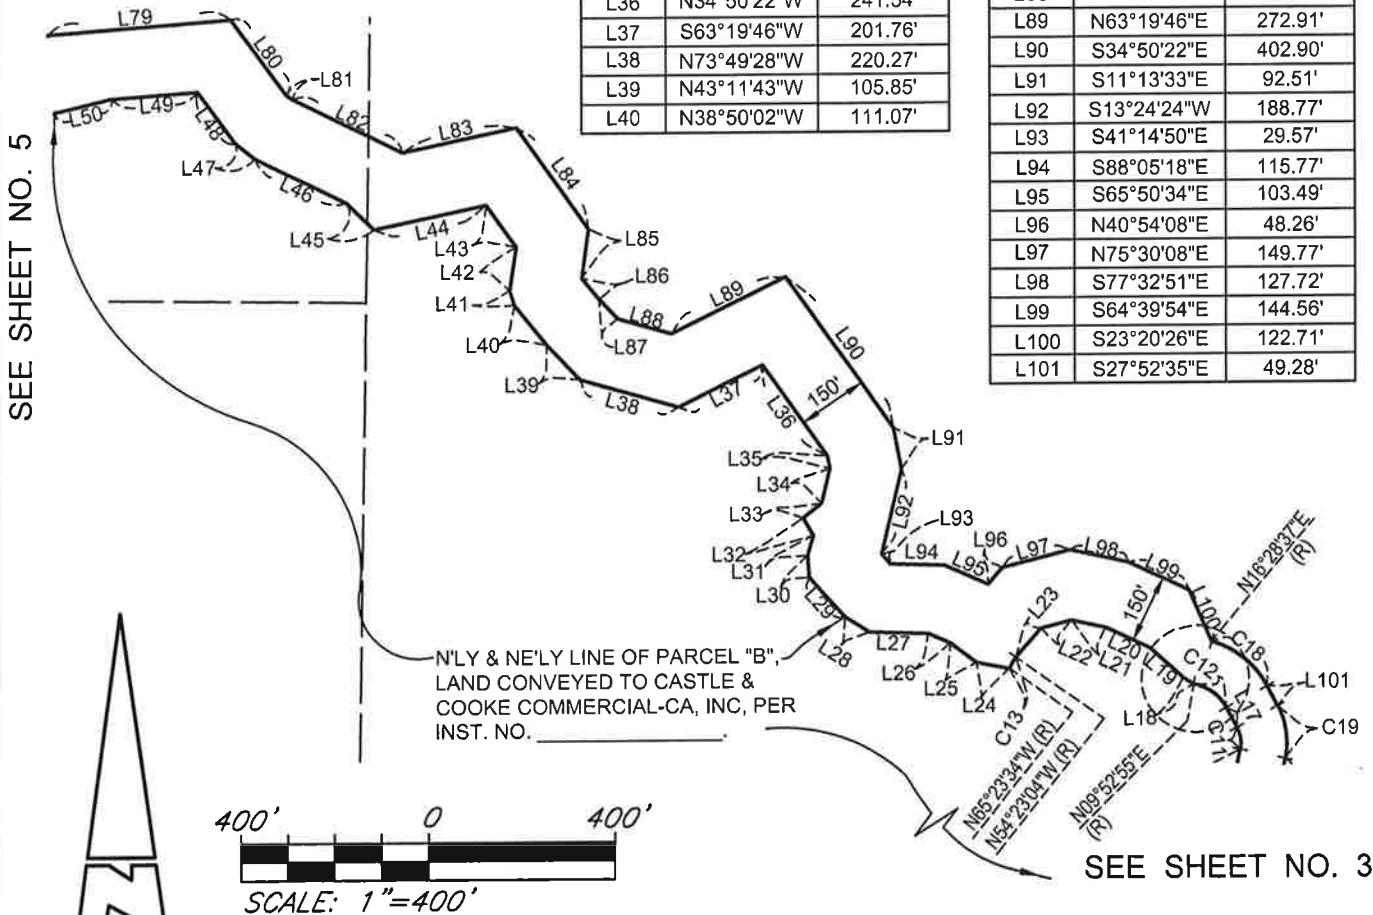 L36 N34°50'22"W 241.54'
L37 S63°19'46"W 201.76'
L38 N73°49'28"W 220.27'
L39 N43°11'43"W 105.85'
L40 N38°50'02"W 111.07'
L89 N63°19'46"E 272.91'
L90 S34°50'22"E 402.90'
L91 S11°13'33"E 92.51'
L92 S13°24'24"W 188.77'
L93 S41°14'50"E 29.57'
L94 S88°05'18"E 115.77'
L95 S65°50'34"E 103.49'
L96 N40°54'08"E 48.26'
L97 N75°30'08"E 149.77'
L98 S77°32'51"E 127.72'
L99 S64°39'54"E 144.56'
L100 S23°20'26"E 122.71'
L101 S27°52'35"E 49.28'
SEE SHEET NO. 5
L79
L80
L81
L82
L83
L84
L85
L86
L87
L88
L89
L90
L91
L92
L93
L94
L95
L96
L97
L98
L99
L100
C18
L101
C19
L50
L49
L48
L47
L46
L45
L44
L43
L42
L41
L40
L39
L38
L37
L36
L35
L34
L33
L32
L31
L30
L29
L28
L27
L26
L25
L24
C13
L23
L22
L21
L20
L19
L18
C12
L17
C11
150'
150'
N16°28'37"E
(R)
N65°23'34"W (R)
N54°23'04"W (R)
N09°52'55"E
(R)
N'LY & NE'LY LINE OF PARCEL "B",
LAND CONVEYED TO CASTLE &
COOKE COMMERCIAL-CA, INC, PER
INST. NO. ____________.
400' 0 400'
SCALE: 1"=400'
SEE SHEET NO. 3